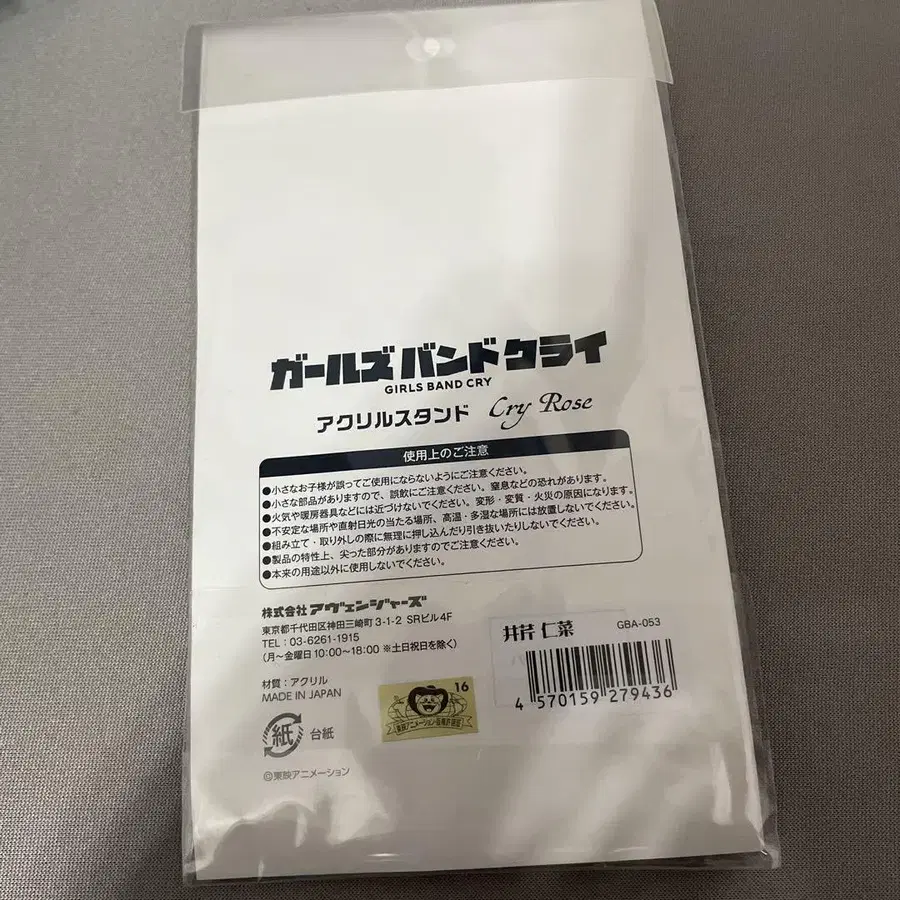 ガールズバンドクライ
GIRLS BAND CRY
アクリルスタンド Cry Rose
使用上のご注意
●小さなお子様が誤ってご使用にならないようにご注意ください。
●小さな部品がありますので、誤飲にご注意ください。窒息などの恐れがあります。
●火気や暖房器具などには近づけないでください。変形・変質・火災の原因になります。
●不安定な場所や直射日光の当たる場所、高温・多湿な場所には放置しないでください。
●組み立て・取り外しの際に無理に押し込んだり引き抜いたりしないでください。
●製品の特性上、尖った部分がありますのでご注意ください。
●本来の用途以外に使用しないでください。
株式会社 アヴェンジャーズ
東京都千代田区神田三崎町3-1-2 SRビル4F
TEL : 03-6261-1915
(月~金曜日10:00~18:00 ※土日祝日を除く)
井芹 仁菜
GBA-053
4 570159 279436
材質:アクリル
MADE IN JAPAN
16
東映アニメーション版権許諾証
紙 台紙
©東映アニメーション